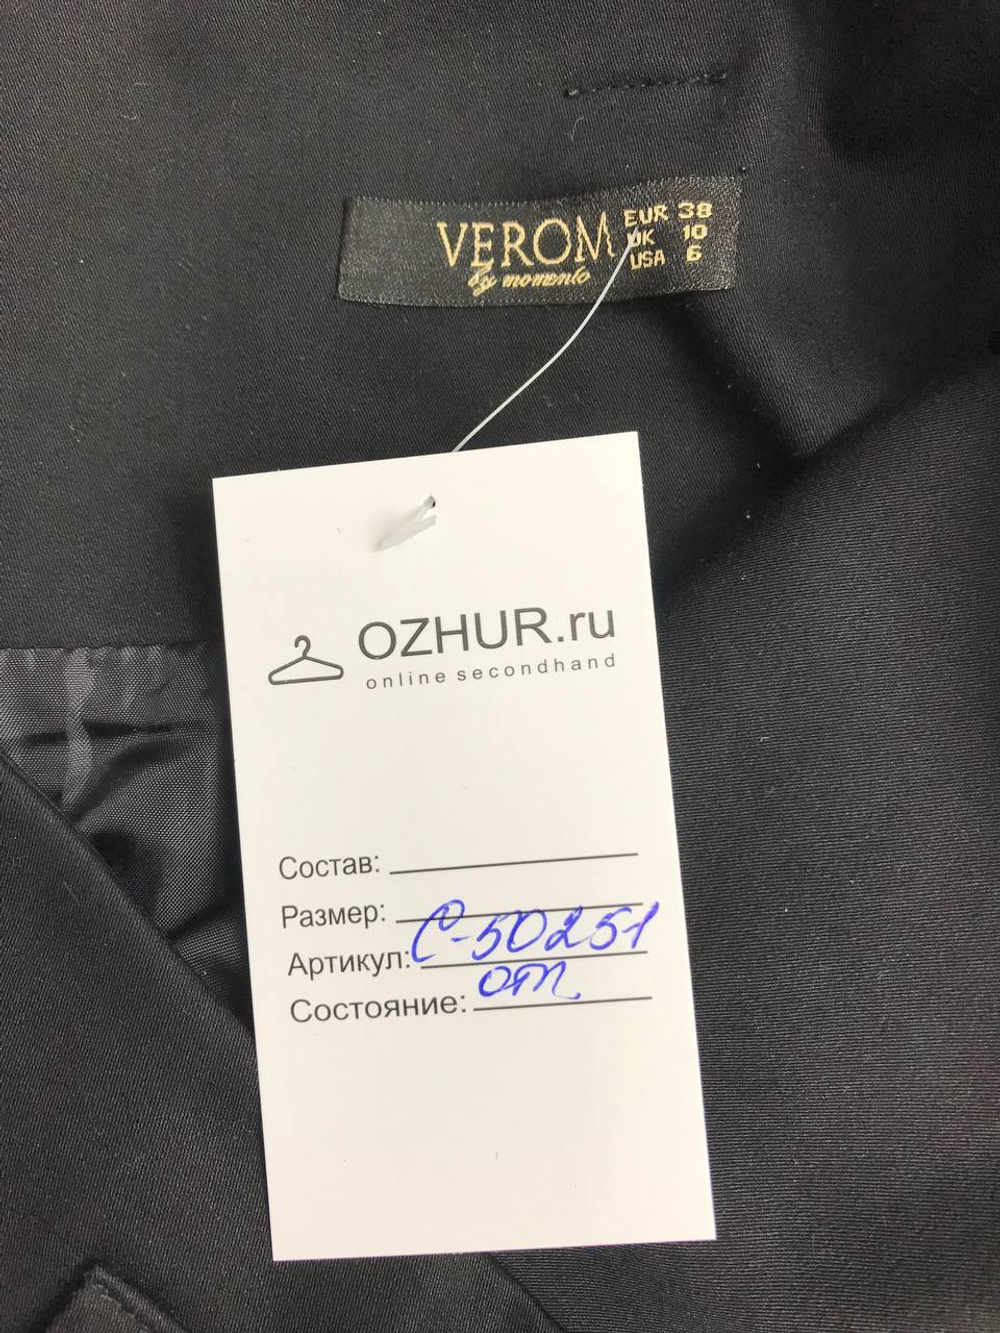 VEROM
by momento
EUR 38
UK 10
USA 6
OZHUR.ru
online secondhand
Состав:
Размер:
Артикул: С-50251
Состояние: отл